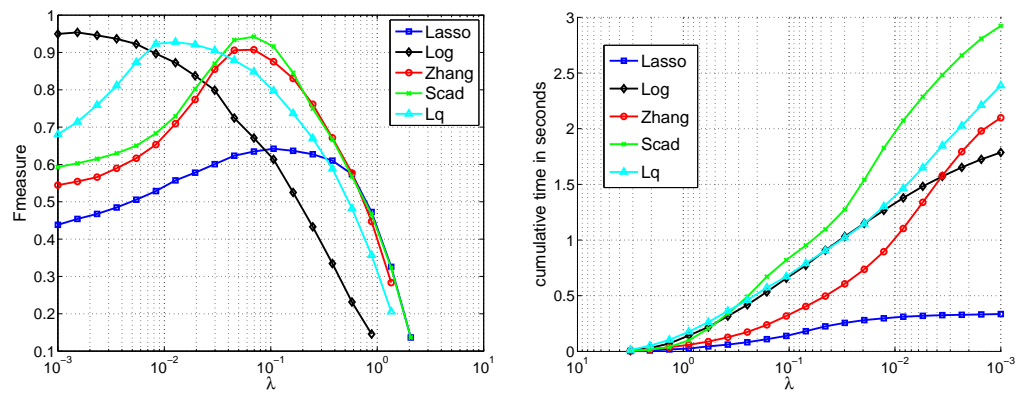 1
0.9
0.8
0.7
0.6
0.5
0.4
0.3
0.2
0.1
Fmeasure
10⁻³
10⁻²
10⁻¹
10⁰
10¹
λ
Lasso
Log
Zhang
Scad
Lq
3
2.5
2
1.5
1
0.5
0
cumulative time in seconds
10¹
10⁰
10⁻¹
10⁻²
10⁻³
λ
Lasso
Log
Zhang
Scad
Lq